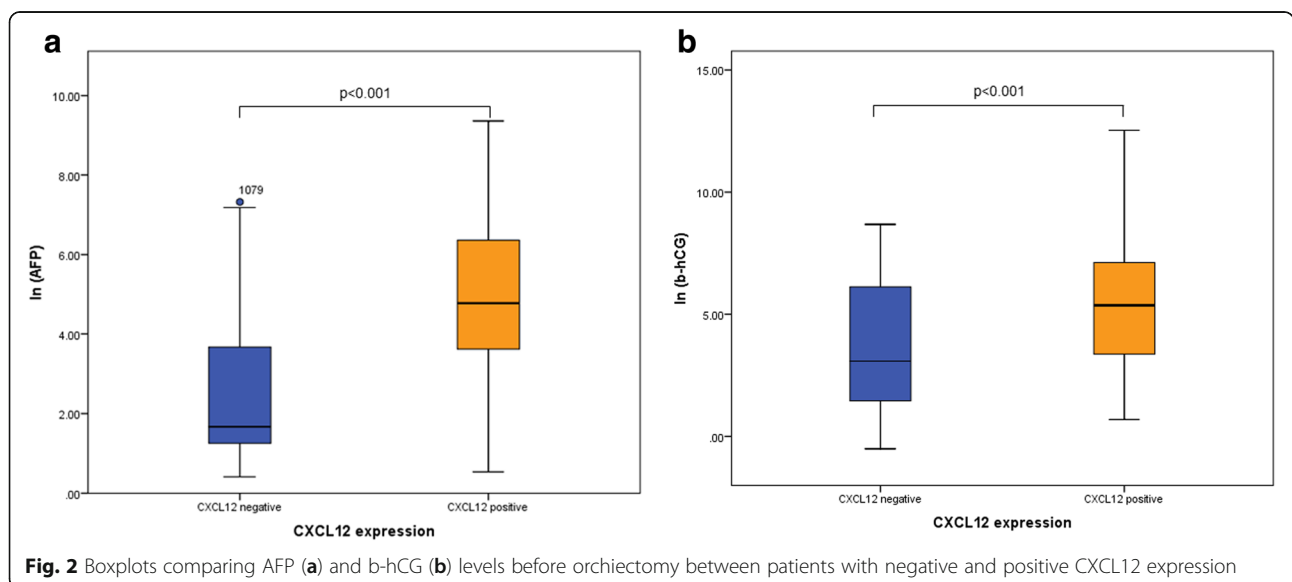 a
10.00
8.00
6.00
4.00
2.00
.00
ln (AFP)
p<0.001
1079
CXCL12 negative
CXCL12 positive
CXCL12 expression
b
15.00
10.00
5.00
.00
ln (b-hCG)
p<0.001
CXCL12 negative
CXCL12 positive
CXCL12 expression
Fig. 2 Boxplots comparing AFP (a) and b-hCG (b) levels before orchiectomy between patients with negative and positive CXCL12 expression